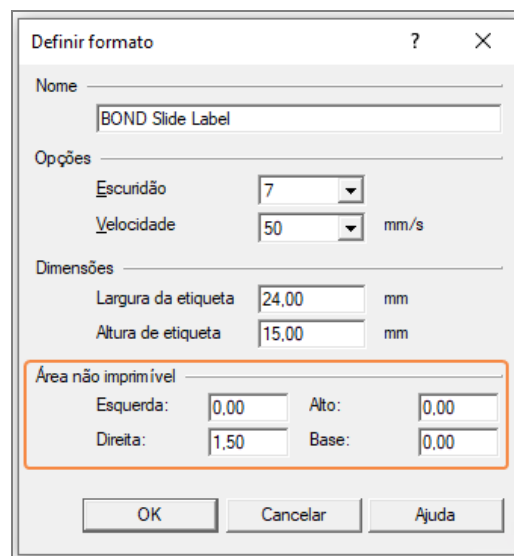 Definir formato ? ×
Nome
BOND Slide Label
Opções
Escuridão 7
Velocidade 50 mm/s
Dimensões
Largura da etiqueta 24,00 mm
Altura de etiqueta 15,00 mm
Área não imprimível
Esquerda: 0,00 Alto: 0,00
Direita: 1,50 Base: 0,00
OK Cancelar Ajuda